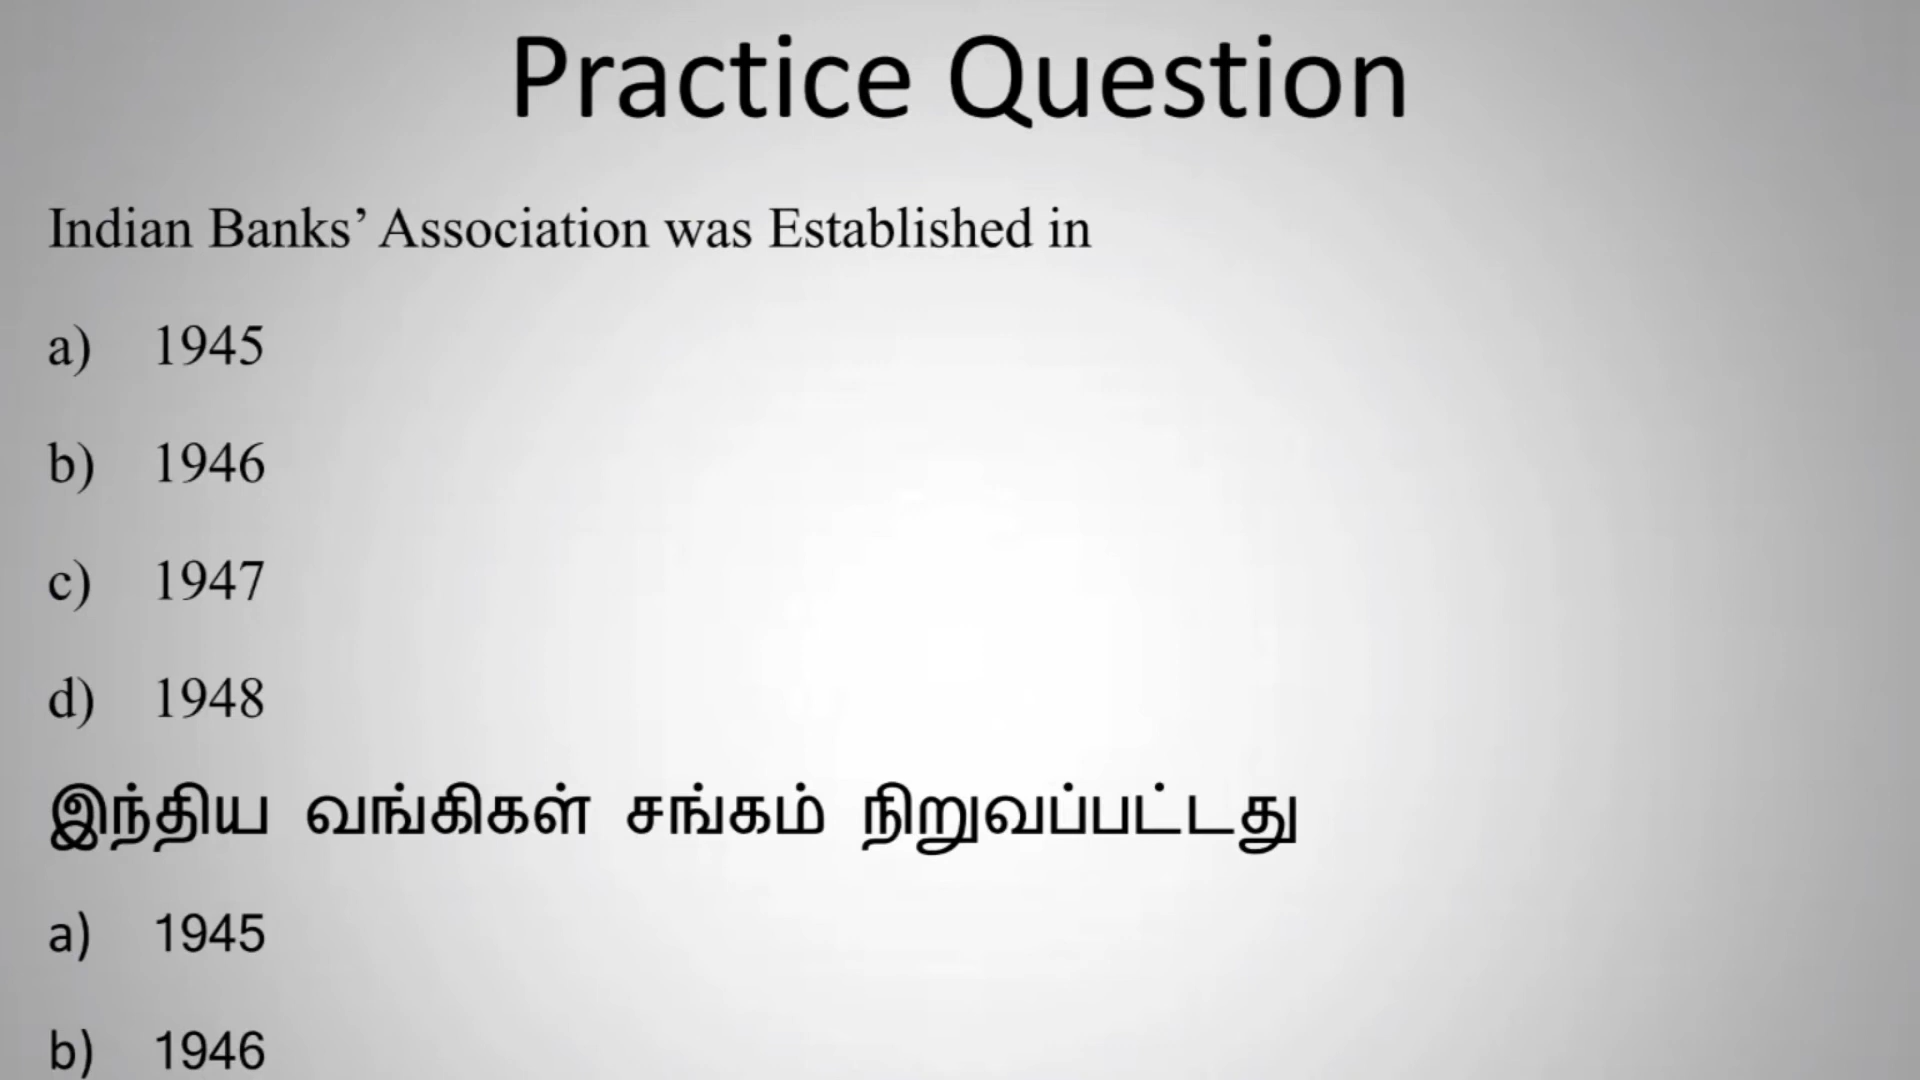 Practice Question
Indian Banks’ Association was Established in
a) 1945
b) 1946
c) 1947
d) 1948
இந்திய வங்கிகள் சங்கம் நிறுவப்பட்டது
a) 1945
b) 1946